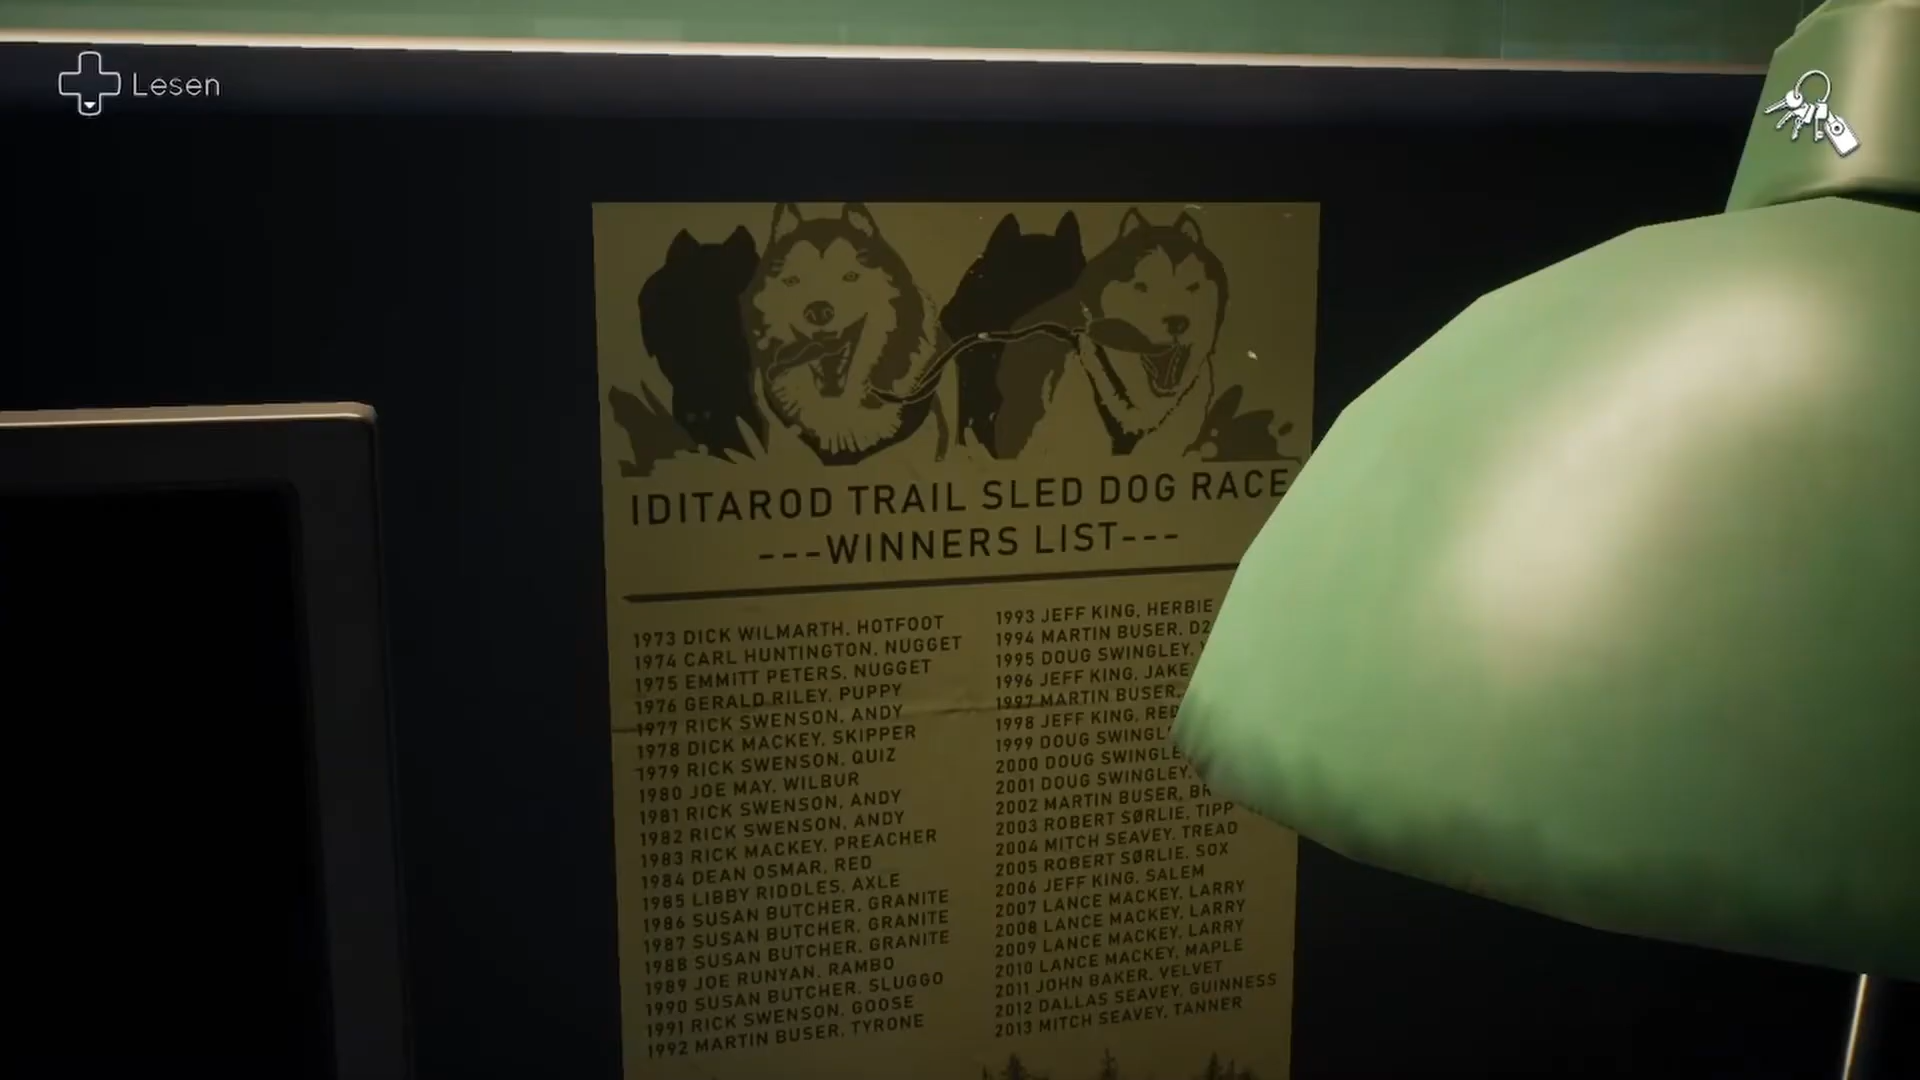 Lesen
IDITAROD TRAIL SLED DOG RACE
---WINNERS LIST---
1973 DICK WILMARTH, HOTFOOT
1974 CARL HUNTINGTON, NUGGET
1975 EMMITT PETERS, NUGGET
1976 GERALD RILEY, PUPPY
1977 RICK SWENSON, ANDY
1978 DICK MACKEY, SKIPPER
1979 RICK SWENSON, QUIZ
1980 JOE MAY, WILBUR
1981 RICK SWENSON, ANDY
1982 RICK SWENSON, ANDY
1983 RICK MACKEY, PREACHER
1984 DEAN OSMAR, RED
1985 LIBBY RIDDLES, AXLE
1986 SUSAN BUTCHER, GRANITE
1987 SUSAN BUTCHER, GRANITE
1988 SUSAN BUTCHER, GRANITE
1989 JOE RUNYAN, RAMBO
1990 SUSAN BUTCHER, SLUGGO
1991 RICK SWENSON, GOOSE
1992 MARTIN BUSER, TYRONE
1993 JEFF KING, HERBIE
1994 MARTIN BUSER, D2
1995 DOUG SWINGLEY,
1996 JEFF KING, JAKE
1997 MARTIN BUSER,
1998 JEFF KING, RED
1999 DOUG
2000 DOUG
2001 DOUG SWINGLEY,
2002 MARTIN BUSER,
2003 ROBERT SØRLIE, TIPP
2004 MITCH SEAVEY, TREAD
2005 ROBERT SØRLIE, SOX
2006 JEFF KING, SALEM
2007 LANCE MACKEY, LARRY
2008 LANCE MACKEY, LARRY
2009 LANCE MACKEY, LARRY
2010 LANCE MACKEY, MAPLE
2011 JOHN BAKER, VELVET
2012 DALLAS SEAVEY, GUINNESS
2013 MITCH SEAVEY, TANNER